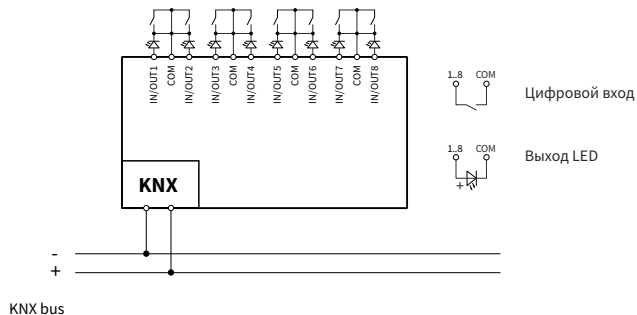 IN/OUT1
COM
IN/OUT2
IN/OUT3
COM
IN/OUT4
IN/OUT5
COM
IN/OUT6
IN/OUT7
COM
IN/OUT8
1..8 COM
Цифровой вход
1..8 COM
Выход LED
+
KNX
-
+
KNX bus